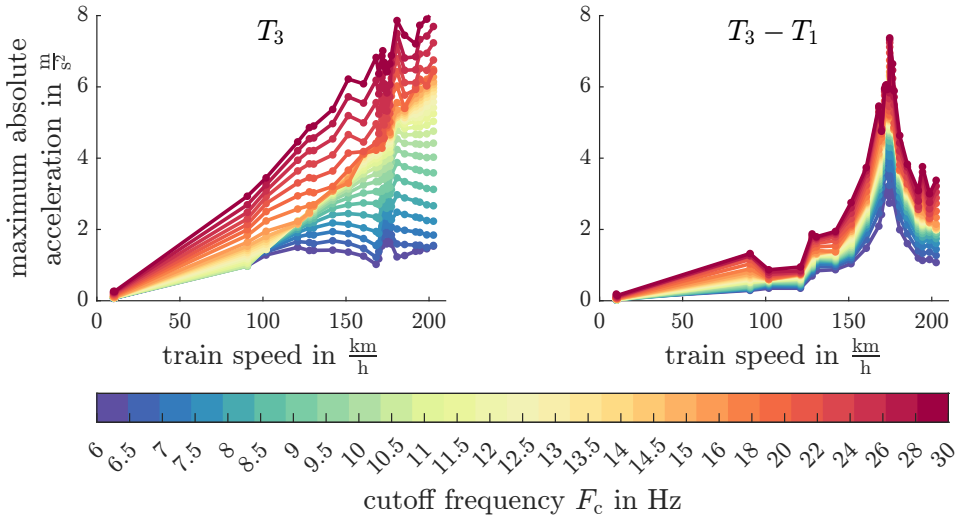 T₃
T₃ − T₁
maximum absolute
acceleration in m/s²
8
6
4
2
0
0 50 100 150 200
train speed in km/h
8
6
4
2
0
0 50 100 150 200
train speed in km/h
6 6.5 7 7.5 8 8.5 9 9.5 10 10.5 11 11.5 12 12.5 13 13.5 14 14.5 15 16 18 20 22 24 26 28 30
cutoff frequency F_c in Hz